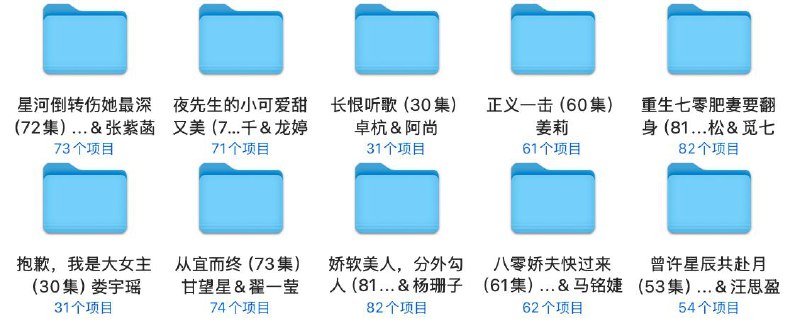 星河倒转伤她最深
(72集) ...＆张紫菡
73个项目
夜先生的小可爱甜
又美 (7...千＆龙婷
71个项目
长恨听歌 (30集)
卓杭＆阿尚
31个项目
正义一击 (60集)
姜莉
61个项目
重生七零肥妻要翻
身 (81...松＆觅七
82个项目
抱歉，我是大女主
(30集) 娄宇瑶
31个项目
从宜而终 (73集)
甘望星＆翟一莹
74个项目
娇软美人，分外勾
人 (81...＆杨珊子
82个项目
八零娇夫快过来
(61集) ...＆马铭婕
62个项目
曾许星辰共赴月
(53集) ...＆汪思盈
54个项目